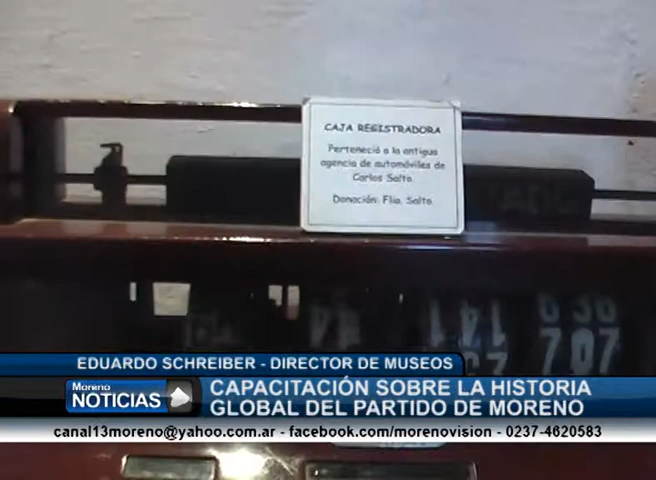 CAJA REGISTRADORA
Perteneció a la antigua
agencia de automóviles de
Carlos Salto.
Donación: Flia. Salto.
EDUARDO SCHREIBER - DIRECTOR DE MUSEOS
Moreno
NOTICIAS
CAPACITACIÓN SOBRE LA HISTORIA
GLOBAL DEL PARTIDO DE MORENO
canal13moreno@yahoo.com.ar - facebook.com/morenovision - 0237-4620583